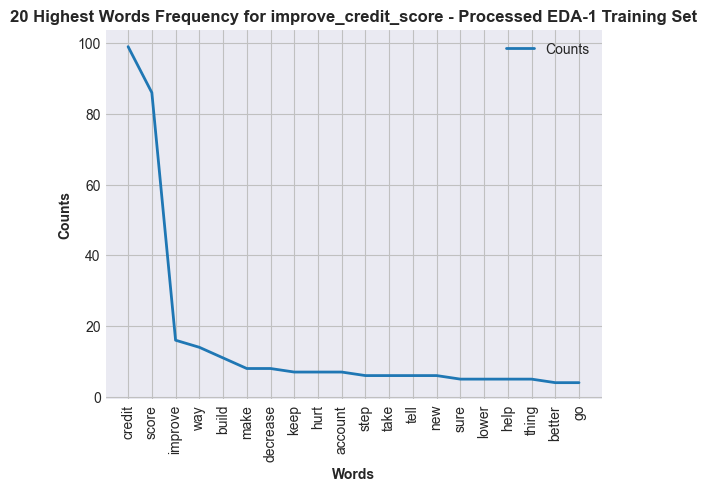 20 Highest Words Frequency for improve_credit_score - Processed EDA-1 Training Set
Counts
100
80
60
40
20
0
Counts
credit
score
improve
way
build
make
decrease
keep
hurt
account
step
take
tell
new
sure
lower
help
thing
better
go
Words